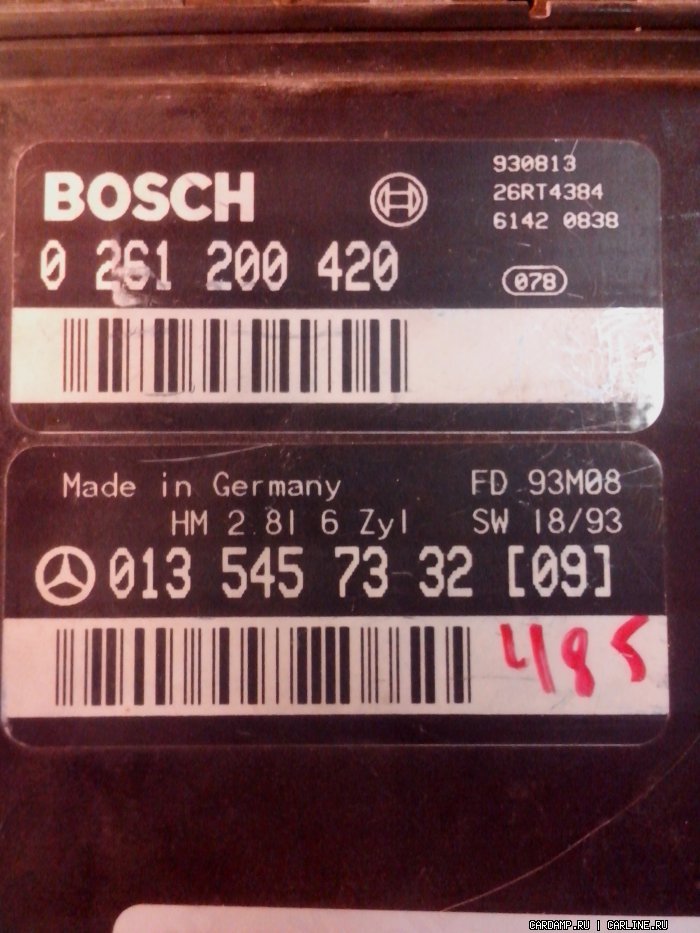 BOSCH
930813
26RT4384
6142 0838
0 261 200 420
078
Made in Germany FD 93M08
HM 2.8l 6 Zyl SW 18/93
013 545 73 32 [09]
485
CARDAMP.RU | CARLINE.RU